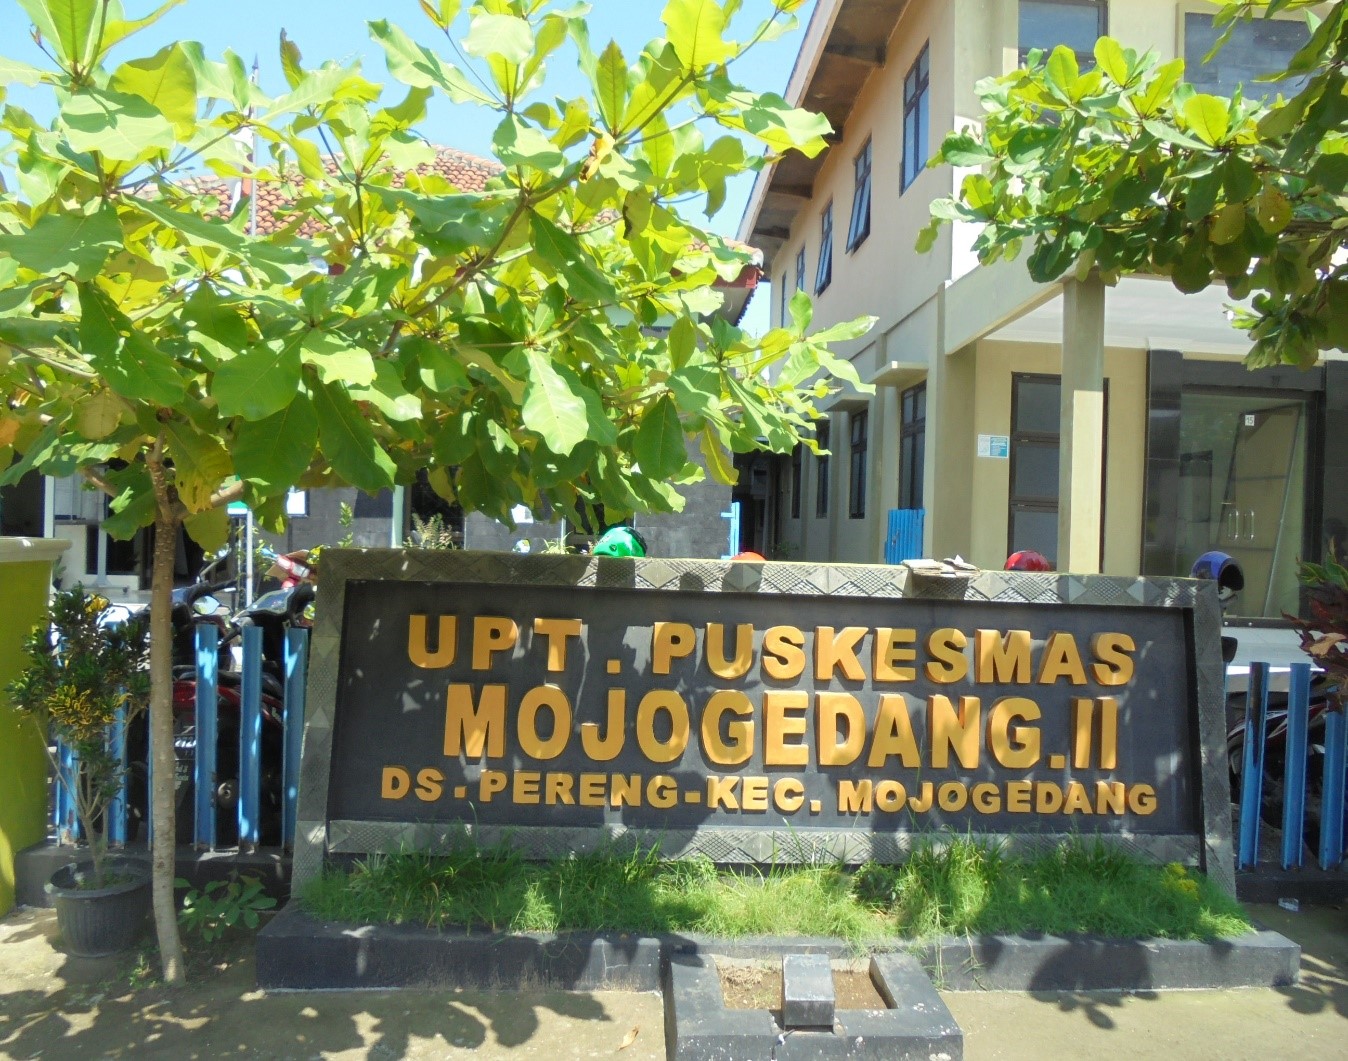 UPT . PUSKESMAS
MOJOGEDANG.II
DS . PERENG-KEC. MOJOGEDANG